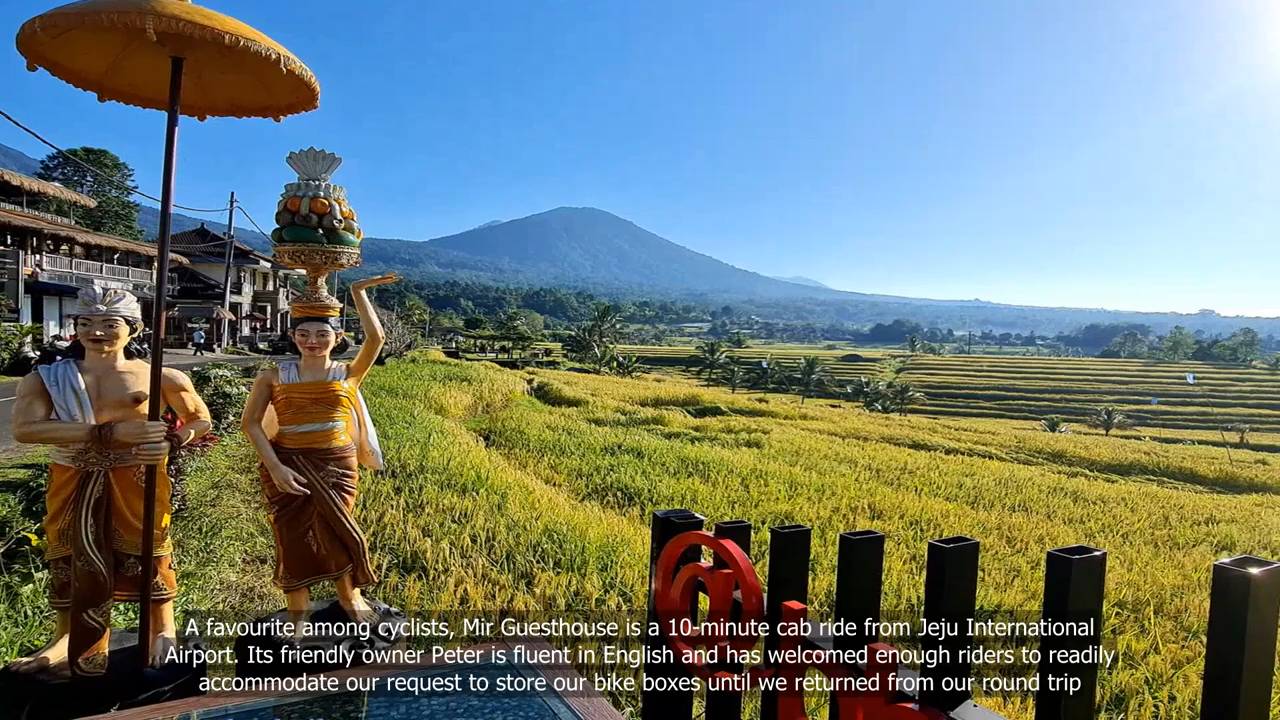 A favourite among cyclists, Mir Guesthouse is a 10-minute cab ride from Jeju International
Airport. Its friendly owner Peter is fluent in English and has welcomed enough riders to readily
accommodate our request to store our bike boxes until we returned from our round trip